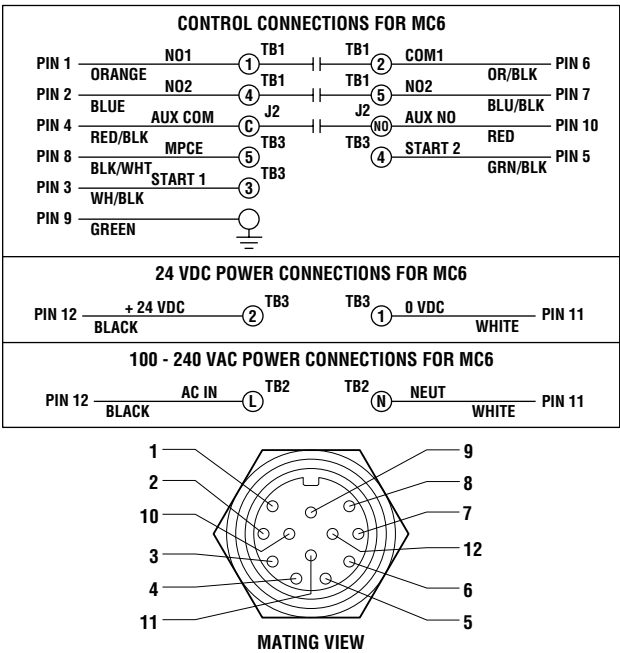 CONTROL CONNECTIONS FOR MC6
PIN 1 NO1 ORANGE 1 TB1 TB1 2 COM1 OR/BLK PIN 6
PIN 2 NO2 BLUE 4 TB1 TB1 5 NO2 BLU/BLK PIN 7
PIN 4 AUX COM RED/BLK C J2 J2 NO AUX NO RED PIN 10
PIN 8 MPCE BLK/WHT 5 TB3 TB3 4 START 2 GRN/BLK PIN 5
PIN 3 START 1 WH/BLK 3 TB3
PIN 9 GREEN
24 VDC POWER CONNECTIONS FOR MC6
PIN 12 + 24 VDC BLACK 2 TB3 TB3 1 0 VDC WHITE PIN 11
100 - 240 VAC POWER CONNECTIONS FOR MC6
PIN 12 AC IN BLACK L TB2 TB2 N NEUT WHITE PIN 11
1 9
2 8
10 7
3 12
4 6
11 5
MATING VIEW